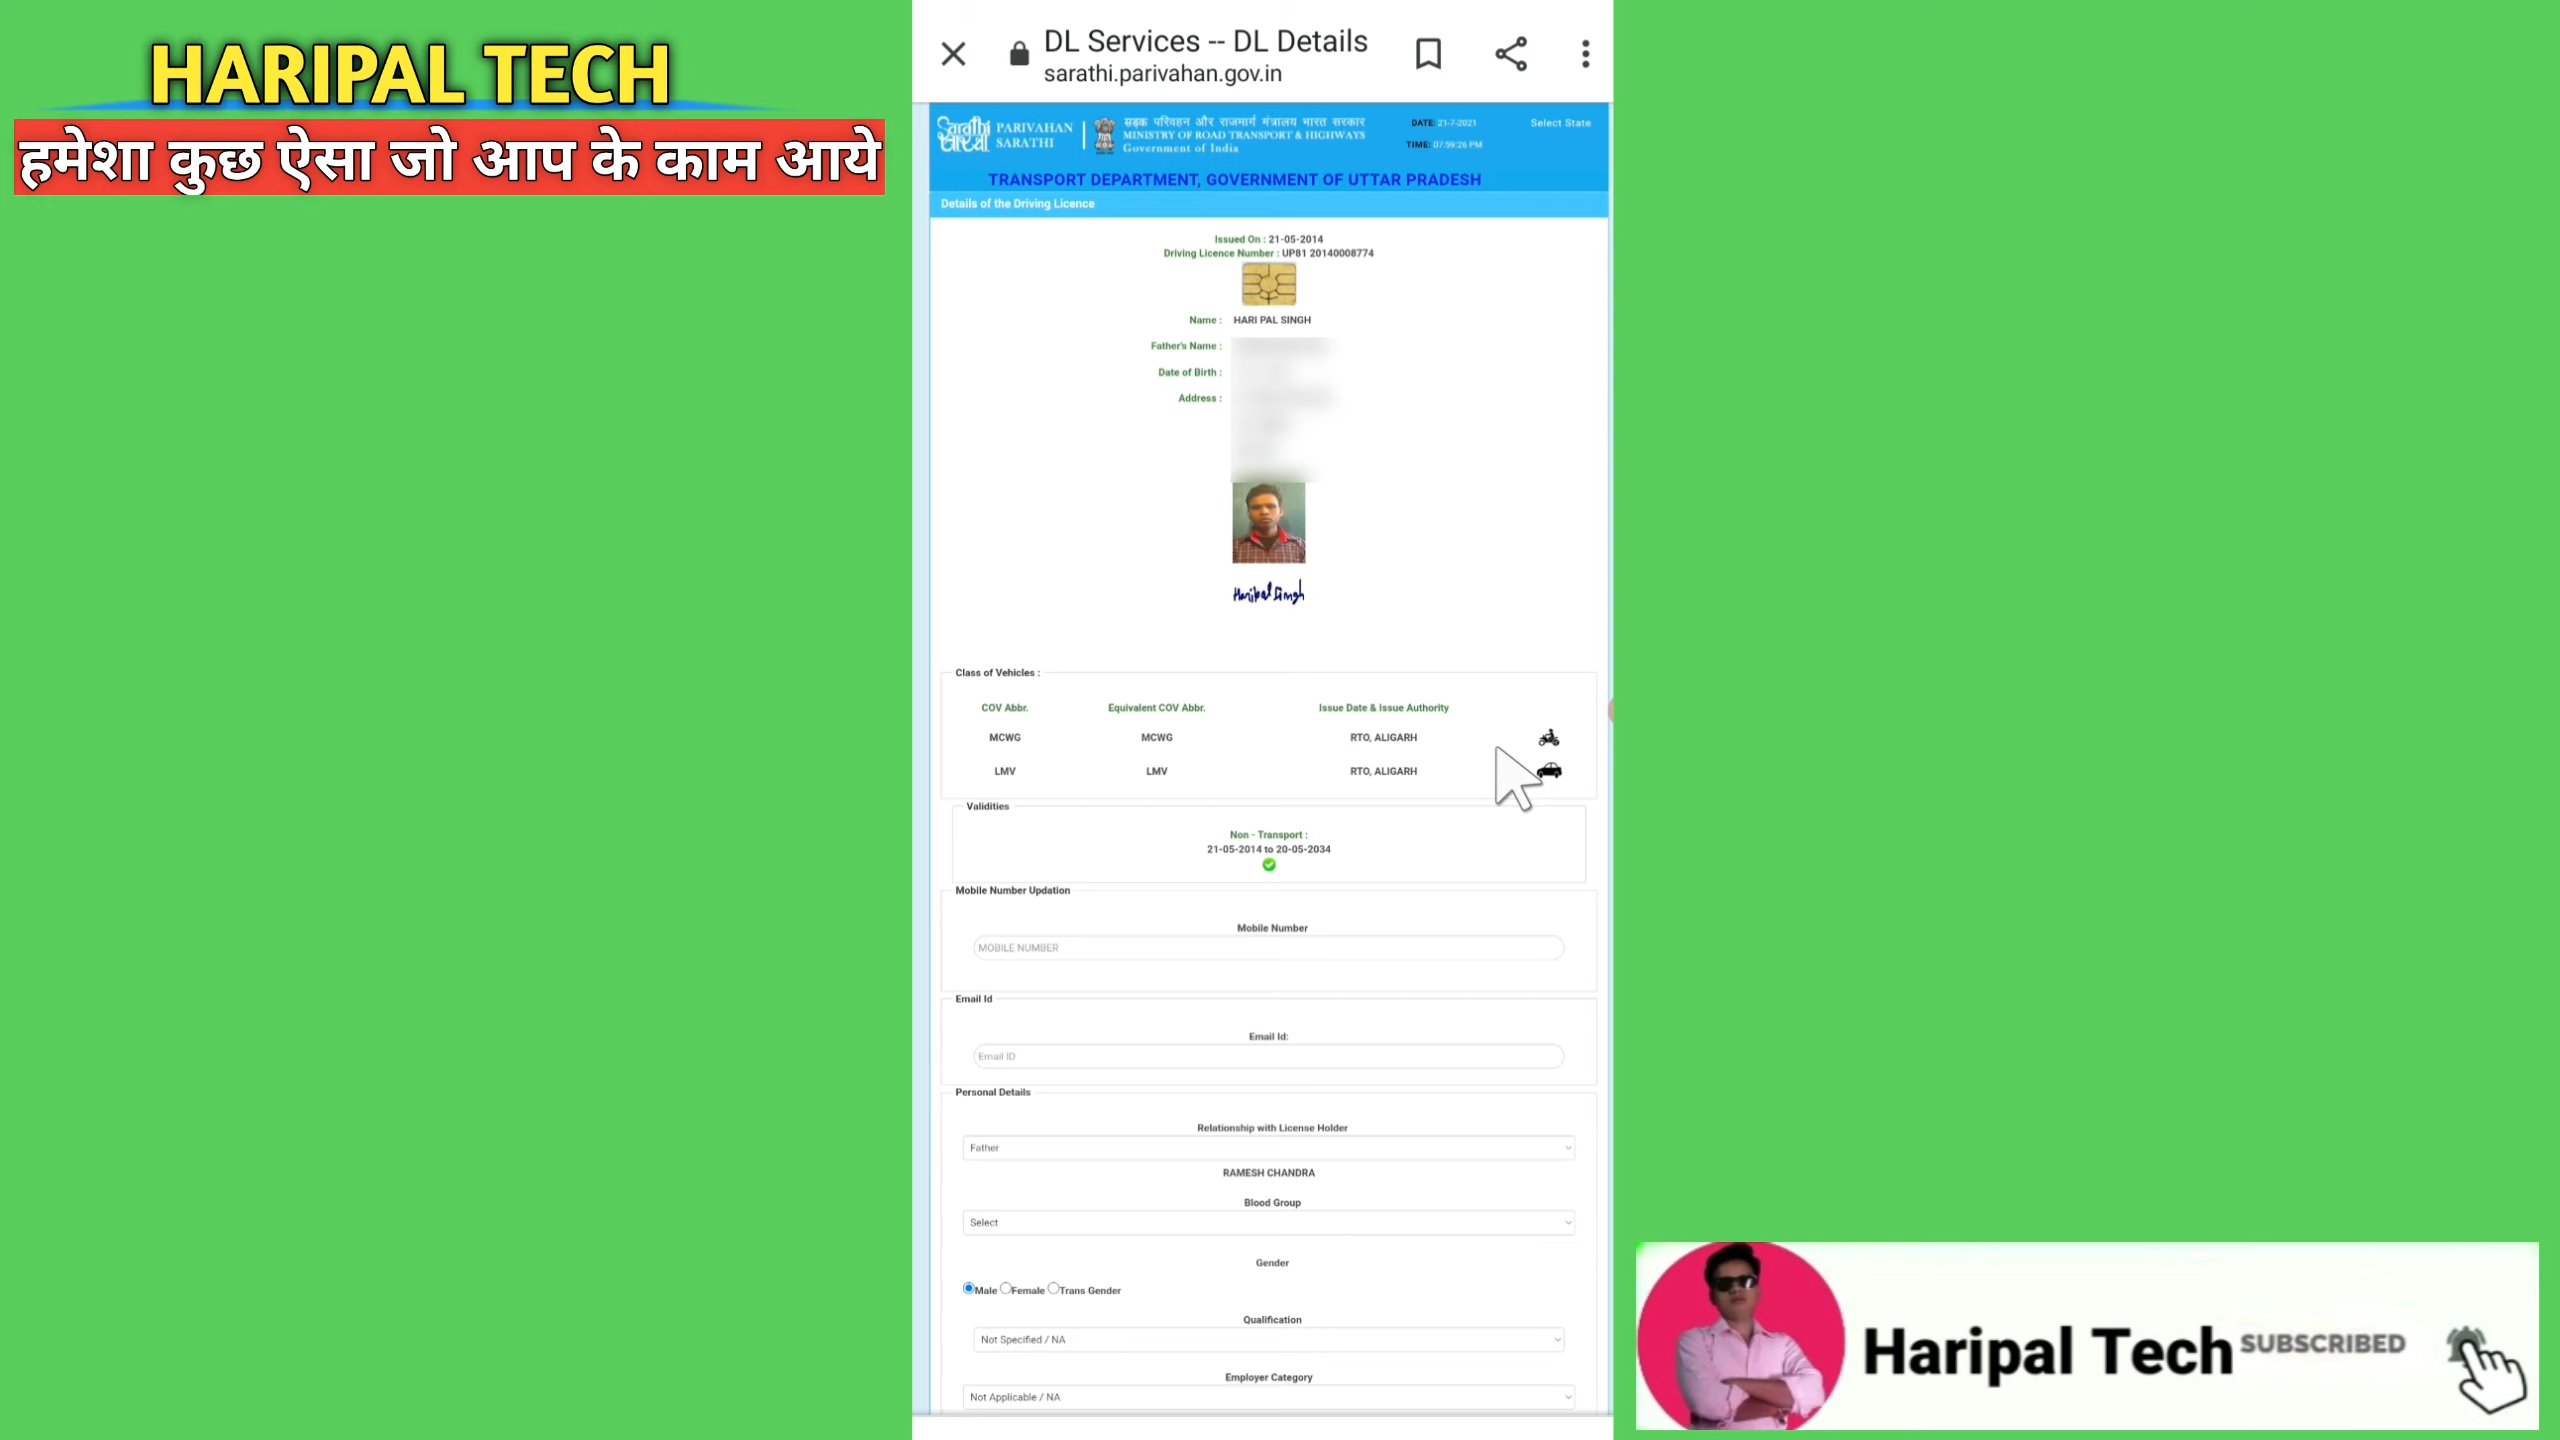 HARIPAL TECH
हमेशा कुछ ऐसा जो आप के काम आये
DL Services -- DL Details
sarathi.parivahan.gov.in
Sarathi सारथी
PARIVAHAN
SARATHI
सड़क परिवहन और राजमार्ग मंत्रालय भारत सरकार
MINISTRY OF ROAD TRANSPORT & HIGHWAYS
Government of India
DATE: 21-7-2021
TIME: 07:59:26 PM
Select State
TRANSPORT DEPARTMENT, GOVERNMENT OF UTTAR PRADESH
Details of the Driving Licence
Issued On : 21-05-2014
Driving Licence Number : UP81 20140008774
Name : HARI PAL SINGH
Father's Name :
Date of Birth :
Address :
Haripal Singh
Class of Vehicles :
COV Abbr. Equivalent COV Abbr. Issue Date & Issue Authority
MCWG MCWG RTO, ALIGARH
LMV LMV RTO, ALIGARH
Validities
Non - Transport :
21-05-2014 to 20-05-2034
Mobile Number Updation
Mobile Number
MOBILE NUMBER
Email Id
Email Id:
Email ID
Personal Details
Relationship with License Holder
Father
RAMESH CHANDRA
Blood Group
Select
Gender
Male Female Trans Gender
Qualification
Not Specified / NA
Employer Category
Not Applicable / NA
Haripal Tech SUBSCRIBED